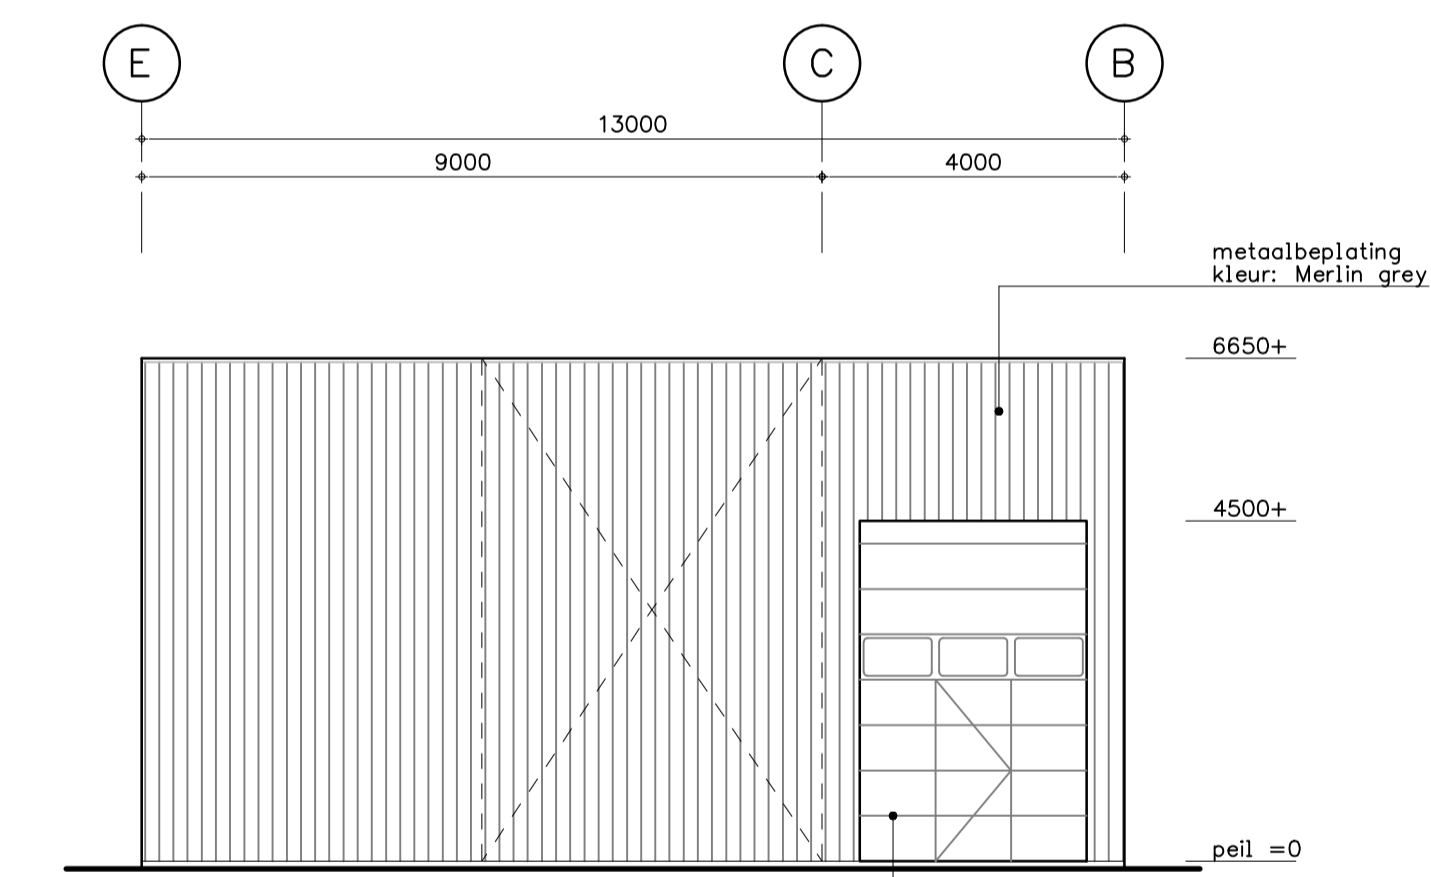 E C B
13000
9000 4000
metaalbeplating
kleur: Merlin grey
6650+
4500+
peil =0